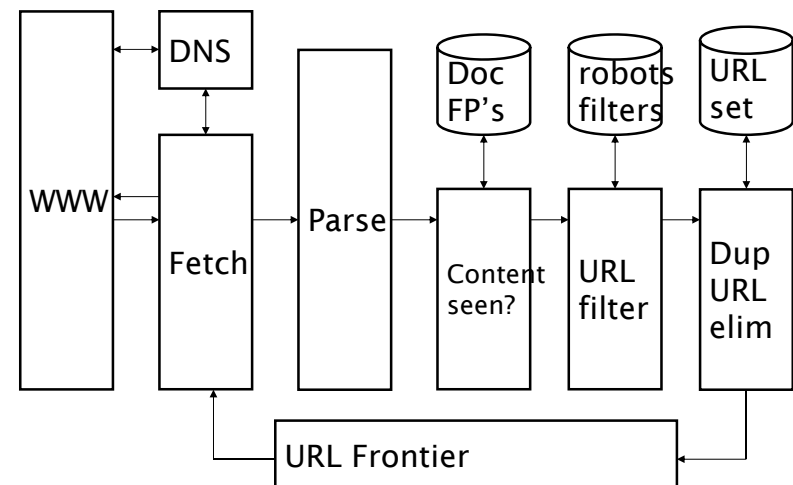 WWW
DNS
Fetch
Parse
Doc
FP's
Content
seen?
robots
filters
URL
filter
URL
set
Dup
URL
elim
URL Frontier